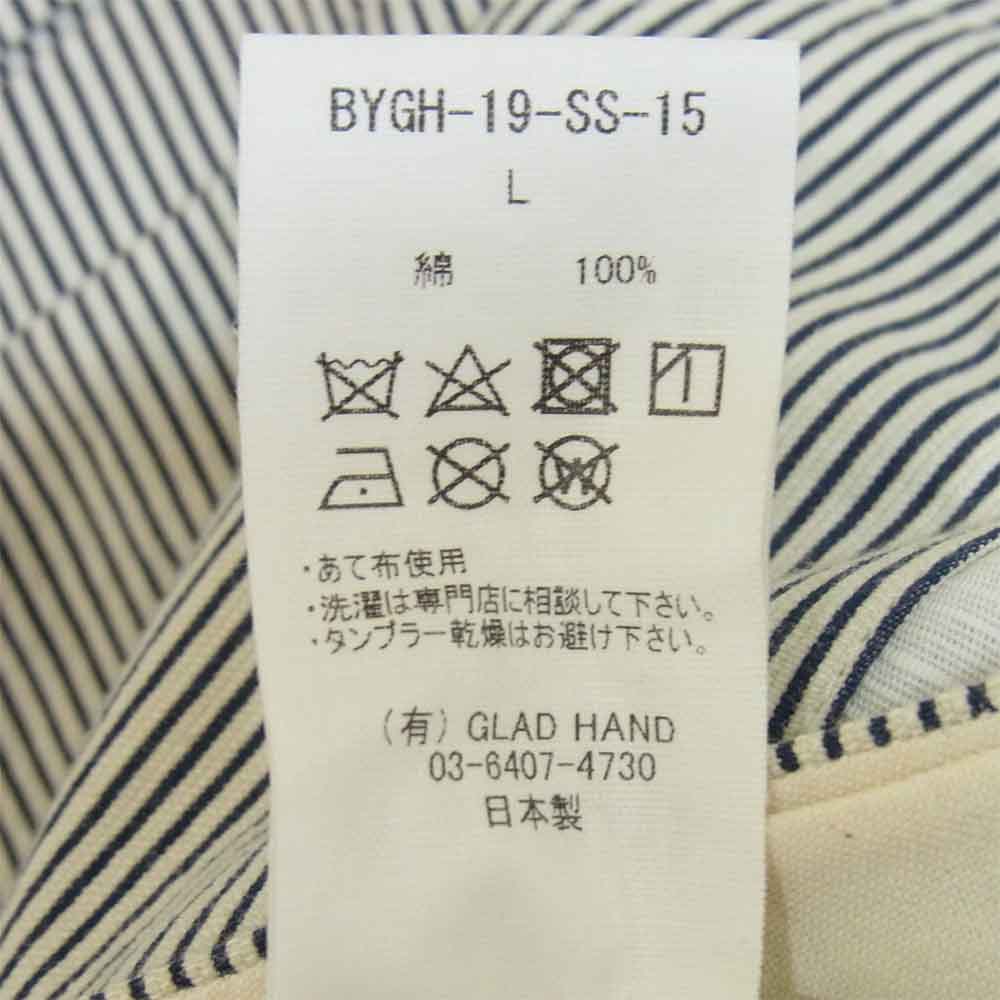 BYGH-19-SS-15
L
綿 100%
・あて布使用
・洗濯は専門店に相談して下さい。
・タンブラー乾燥はお避け下さい。
(有) GLAD HAND
03-6407-4730
日本製